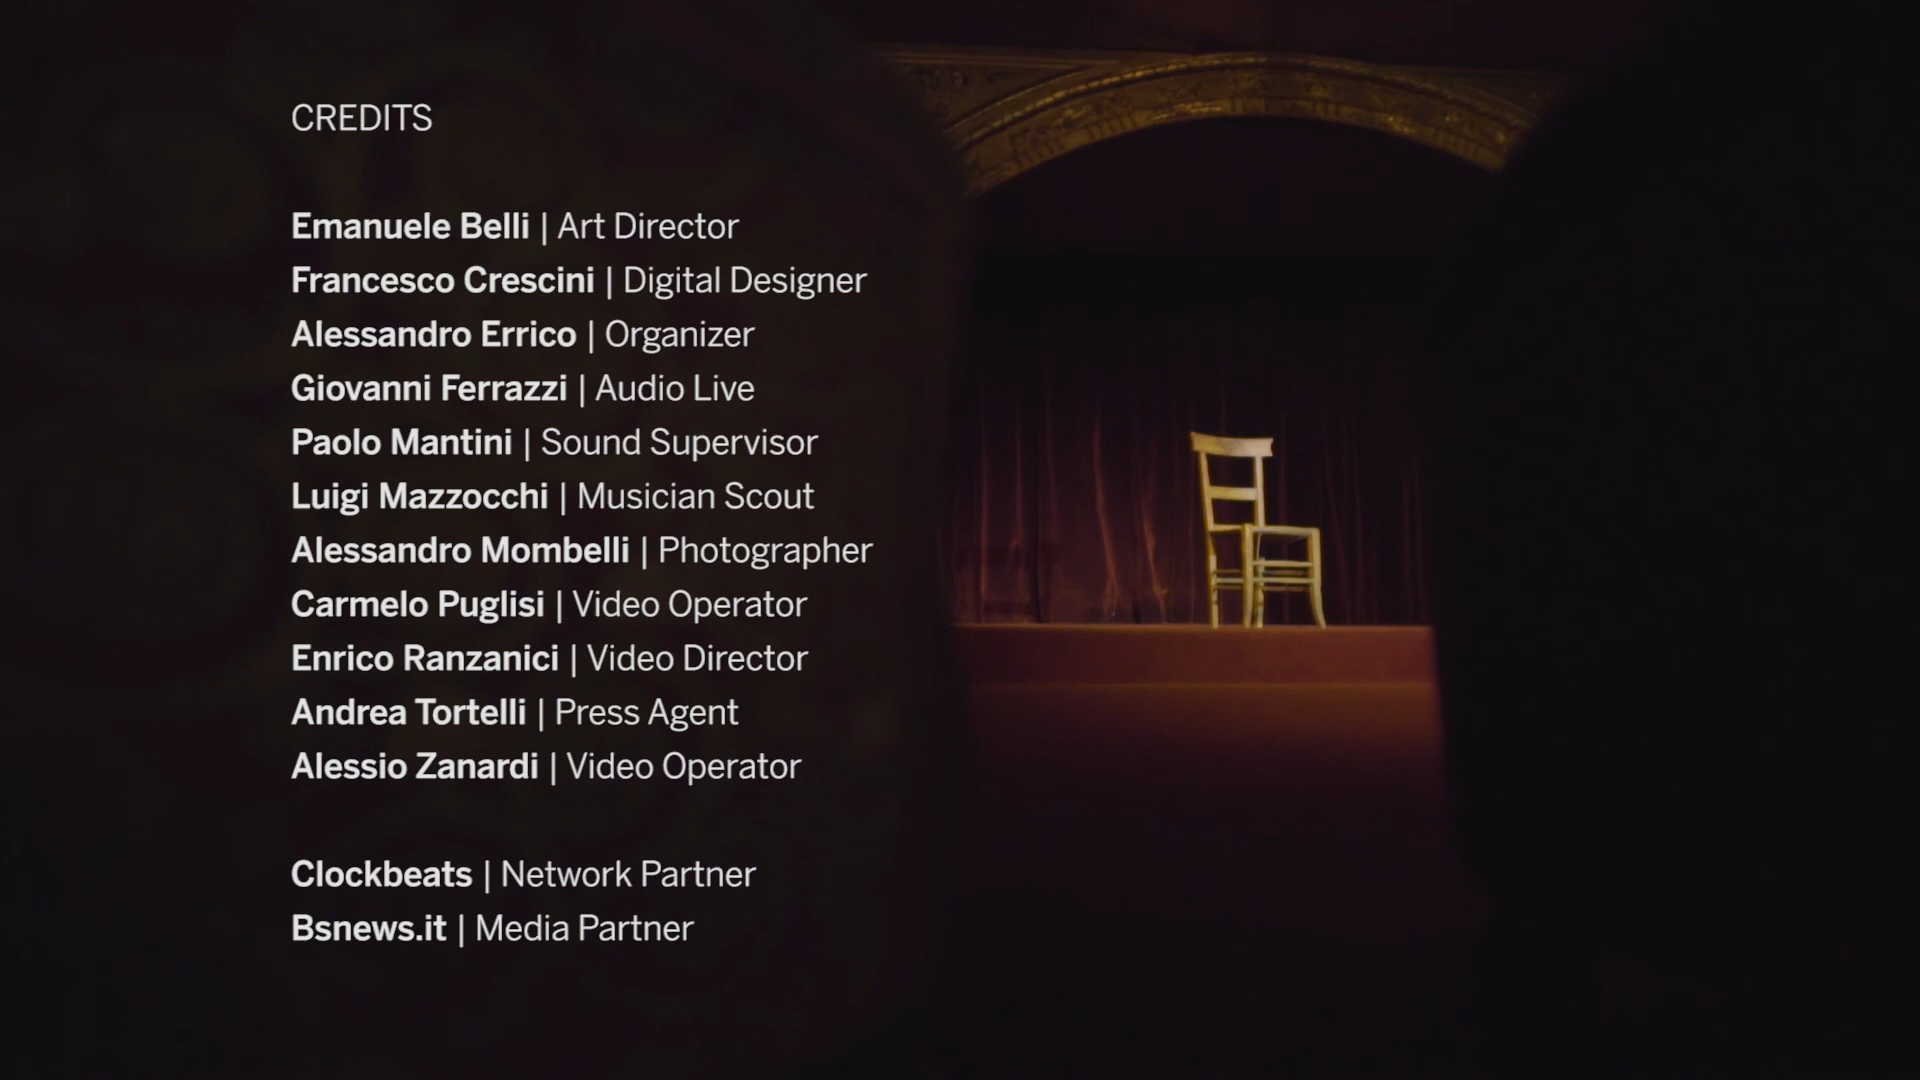 CREDITS
Emanuele Belli | Art Director
Francesco Crescini | Digital Designer
Alessandro Errico | Organizer
Giovanni Ferrazzi | Audio Live
Paolo Mantini | Sound Supervisor
Luigi Mazzocchi | Musician Scout
Alessandro Mombelli | Photographer
Carmelo Puglisi | Video Operator
Enrico Ranzanici | Video Director
Andrea Tortelli | Press Agent
Alessio Zanardi | Video Operator
Clockbeats | Network Partner
Bsnews.it | Media Partner